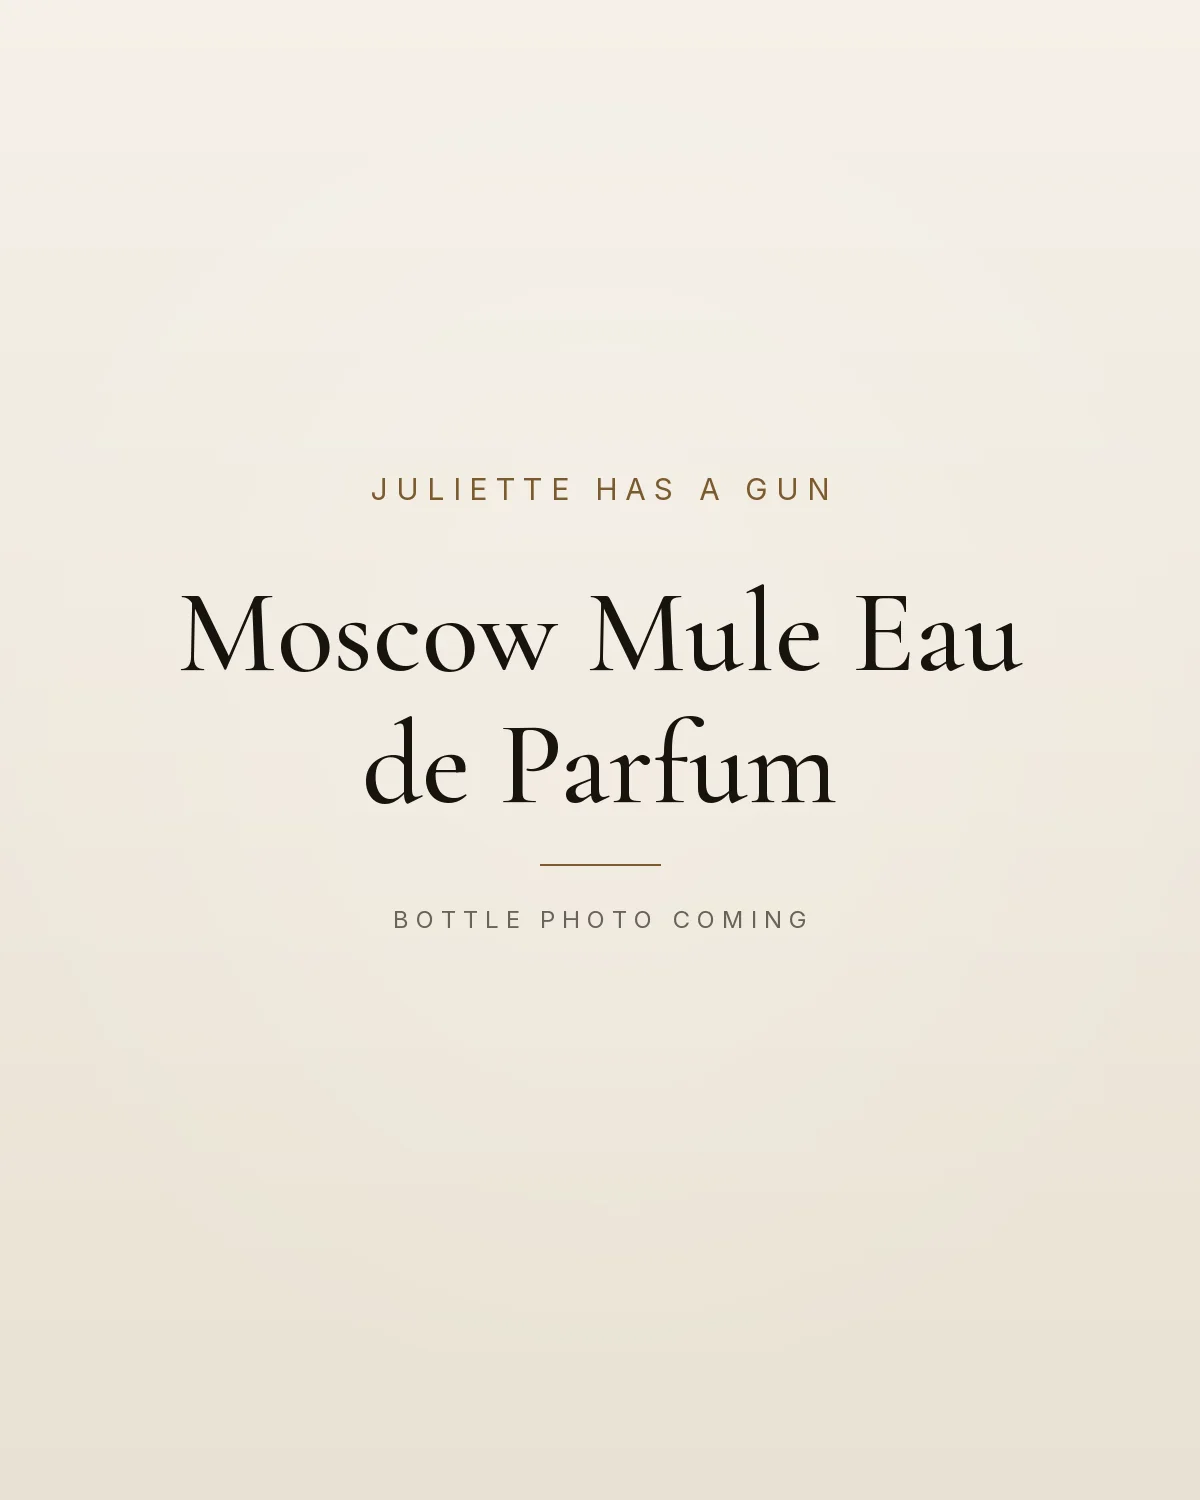 JULIETTE HAS A GUN
Moscow Mule Eau
de Parfum
BOTTLE PHOTO COMING